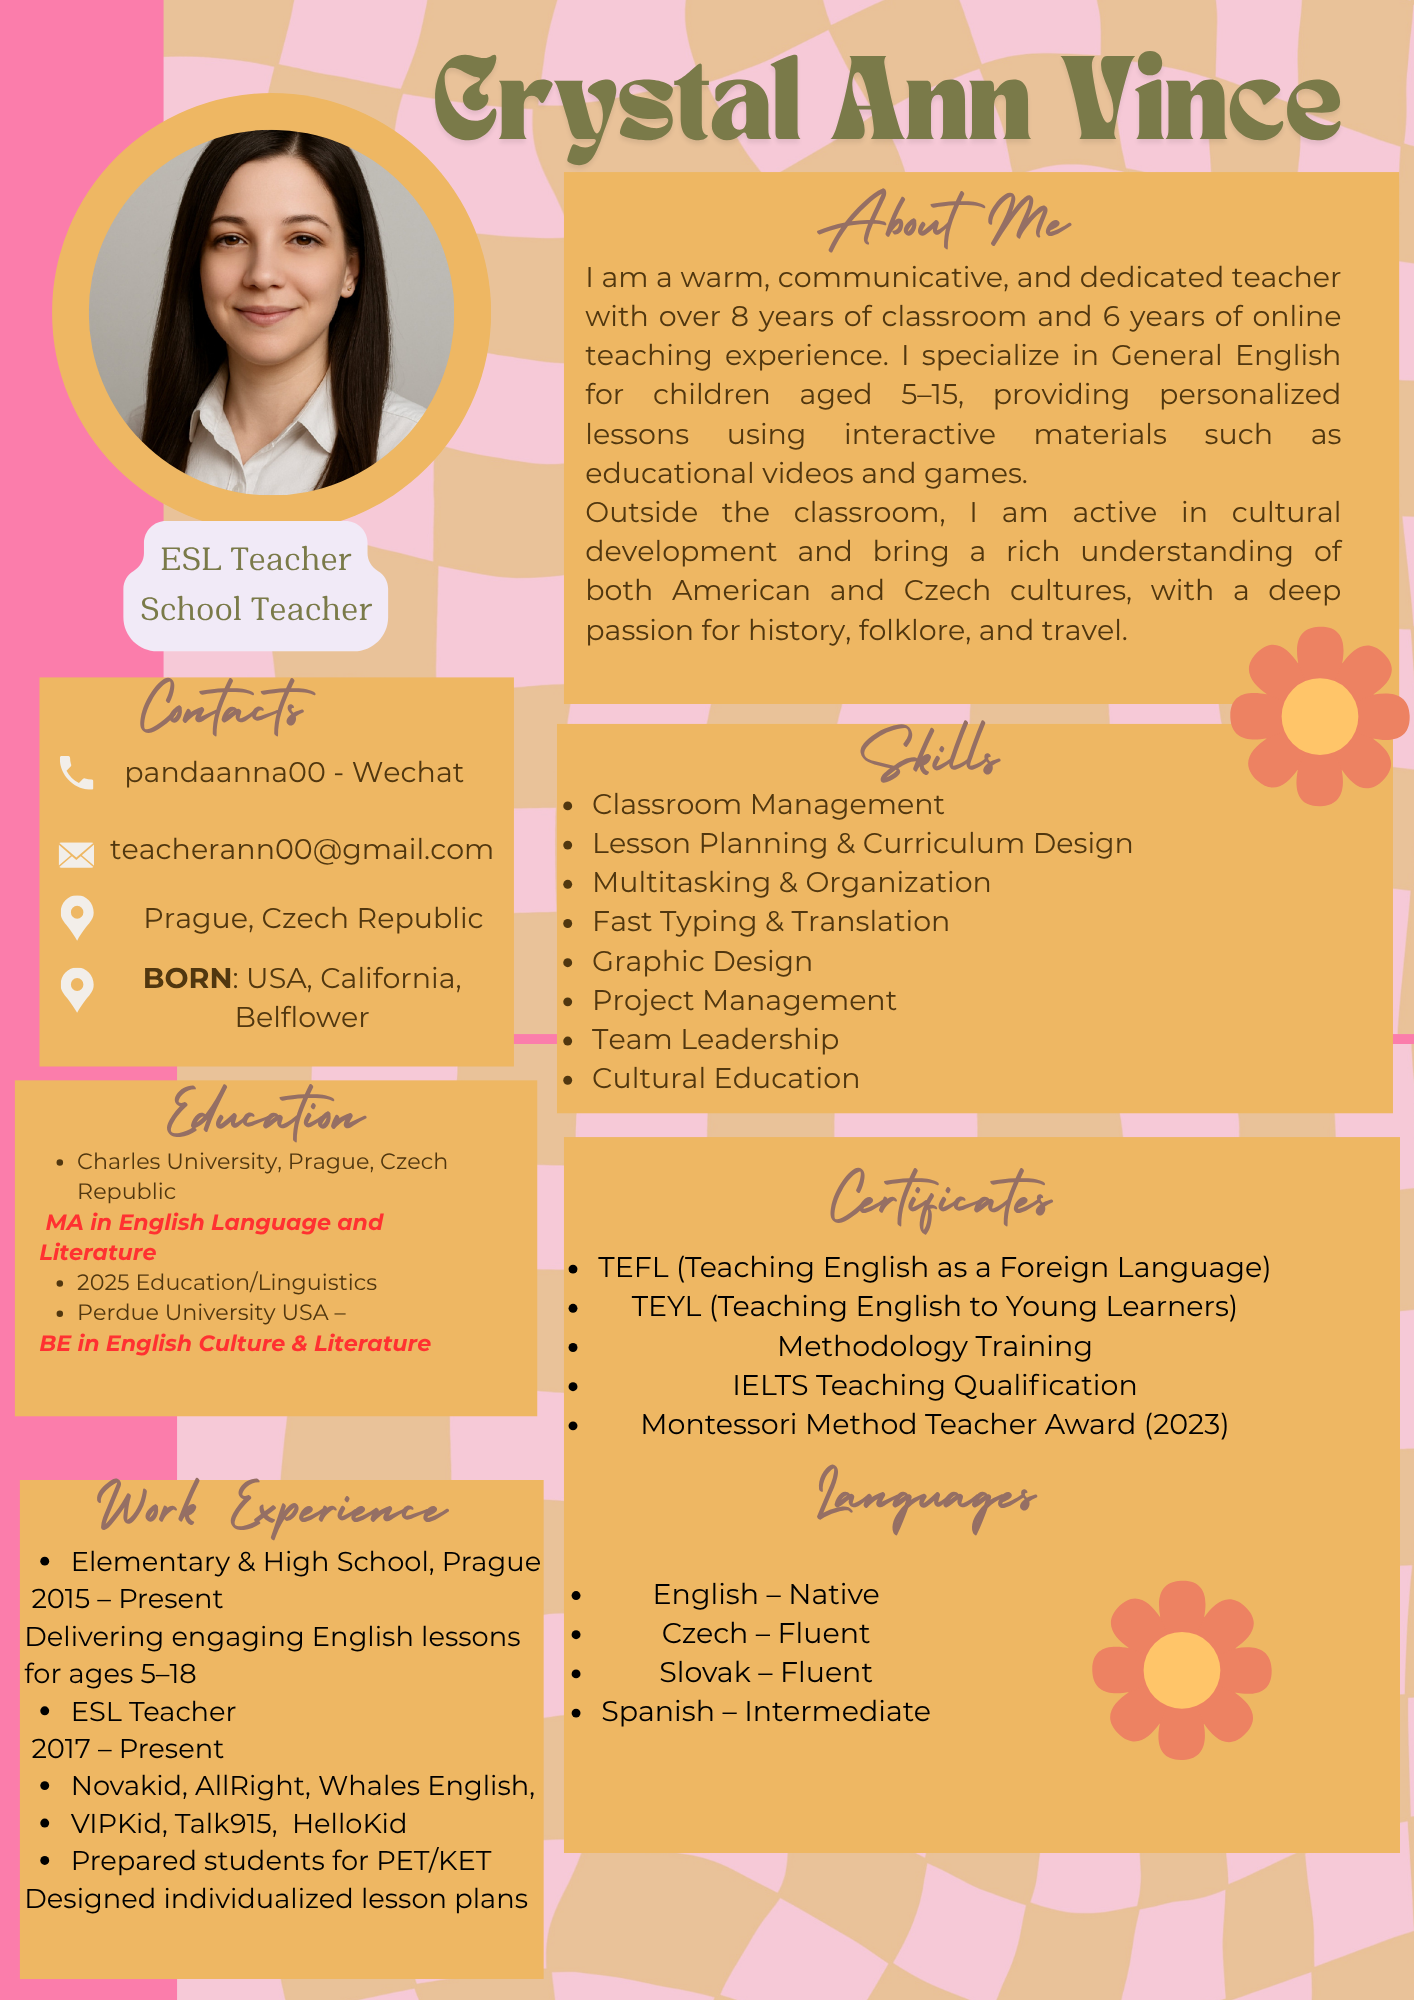 Crystal Ann Vince
About Me
I am a warm, communicative, and dedicated teacher
with over 8 years of classroom and 6 years of online
teaching experience. I specialize in General English
for children aged 5–15, providing personalized
lessons using interactive materials such as
educational videos and games.
Outside the classroom, I am active in cultural
development and bring a rich understanding of
both American and Czech cultures, with a deep
passion for history, folklore, and travel.
ESL Teacher
School Teacher
Contacts
pandaanna00 - Wechat
teacherann00@gmail.com
Prague, Czech Republic
BORN: USA, California,
Belflower
Skills
• Classroom Management
• Lesson Planning & Curriculum Design
• Multitasking & Organization
• Fast Typing & Translation
• Graphic Design
• Project Management
• Team Leadership
• Cultural Education
Education
• Charles University, Prague, Czech
Republic
MA in English Language and
Literature
• 2025 Education/Linguistics
• Perdue University USA –
BE in English Culture & Literature
Certificates
• TEFL (Teaching English as a Foreign Language)
• TEYL (Teaching English to Young Learners)
• Methodology Training
• IELTS Teaching Qualification
• Montessori Method Teacher Award (2023)
Languages
• English – Native
• Czech – Fluent
• Slovak – Fluent
• Spanish – Intermediate
Work Experience
• Elementary & High School, Prague
2015 – Present
Delivering engaging English lessons
for ages 5–18
• ESL Teacher
2017 – Present
• Novakid, AllRight, Whales English,
• VIPKid, Talk915, HelloKid
• Prepared students for PET/KET
Designed individualized lesson plans